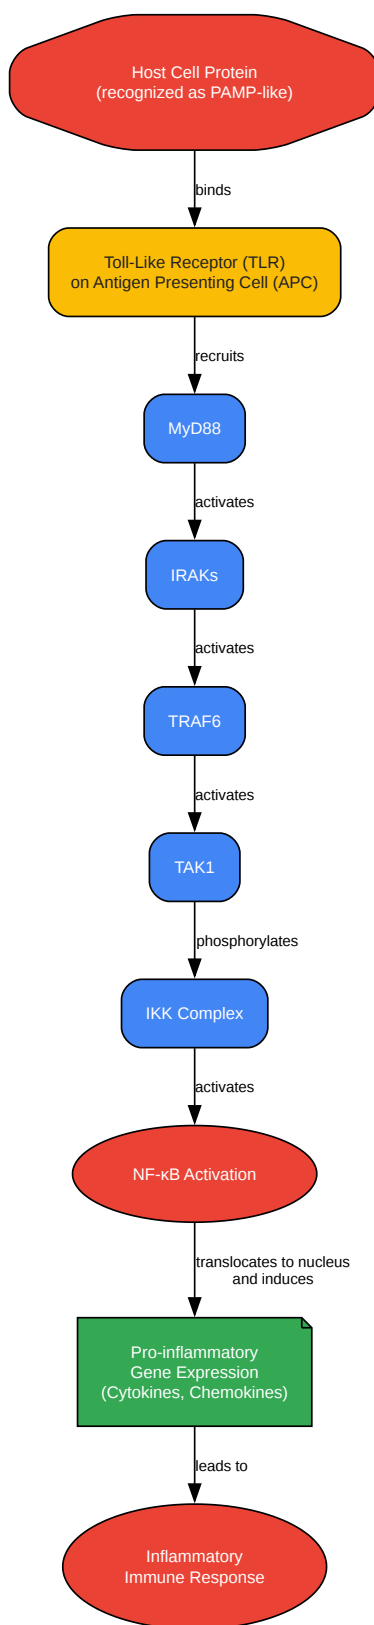 Host Cell Protein
(recognized as PAMP-like)
binds
Toll-Like Receptor (TLR)
on Antigen Presenting Cell (APC)
recruits
MyD88
activates
IRAKs
activates
TRAF6
activates
TAK1
phosphorylates
IKK Complex
activates
NF-κB Activation
translocates to nucleus
and induces
Pro-inflammatory
Gene Expression
(Cytokines, Chemokines)
leads to
Inflammatory
Immune Response